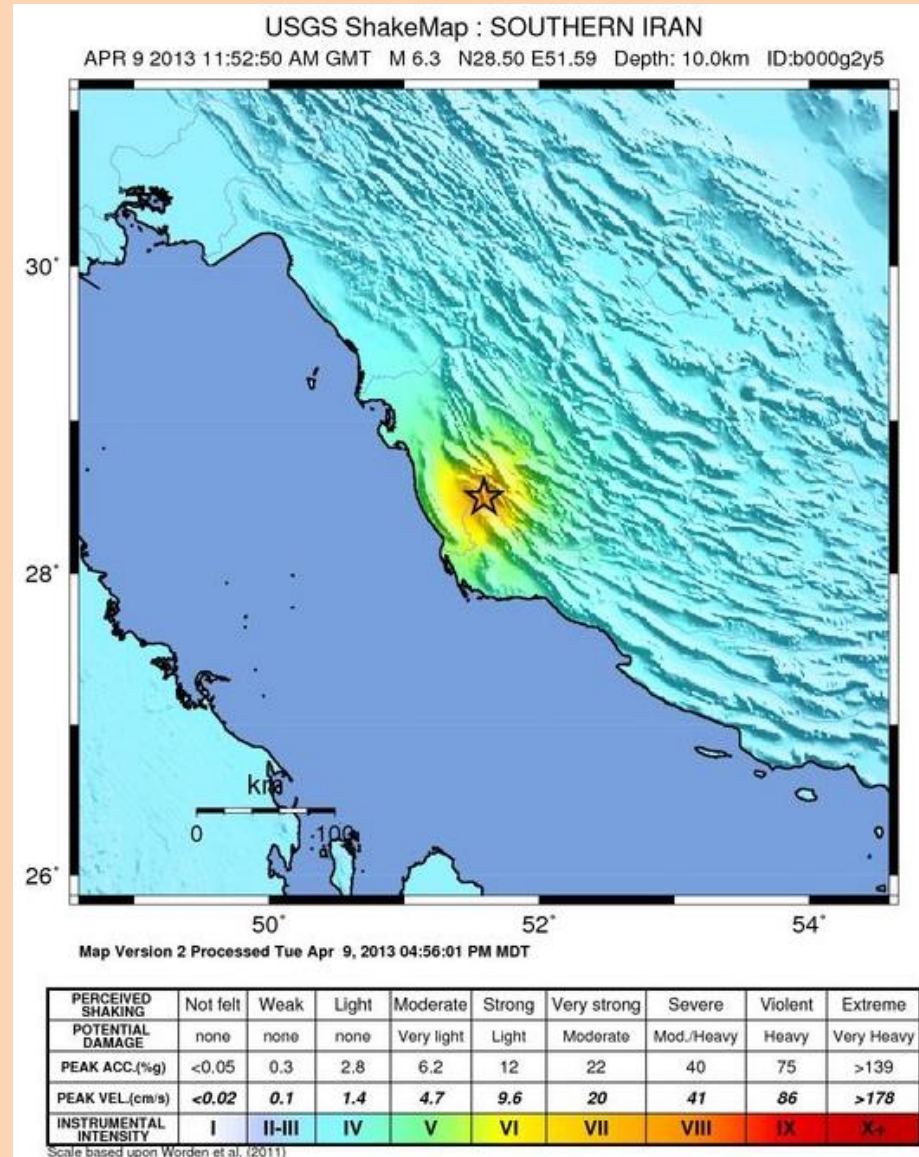 USGS ShakeMap : SOUTHERN IRAN
APR 9 2013 11:52:50 AM GMT M 6.3 N28.50 E51.59 Depth: 10.0km ID:b000g2y5
30°
28°
km
0 100
26°
50° 52° 54°
Map Version 2 Processed Tue Apr 9, 2013 04:56:01 PM MDT
PERCEIVED SHAKING Not felt Weak Light Moderate Strong Very strong Severe Violent Extreme
POTENTIAL DAMAGE none none none Very light Light Moderate Mod./Heavy Heavy Very Heavy
PEAK ACC.(%g) <0.05 0.3 2.8 6.2 12 22 40 75 >139
PEAK VEL.(cm/s) <0.02 0.1 1.4 4.7 9.6 20 41 86 >178
INSTRUMENTAL INTENSITY I II-III IV V VI VII VIII IX X+
Scale based upon Worden et al. (2011)